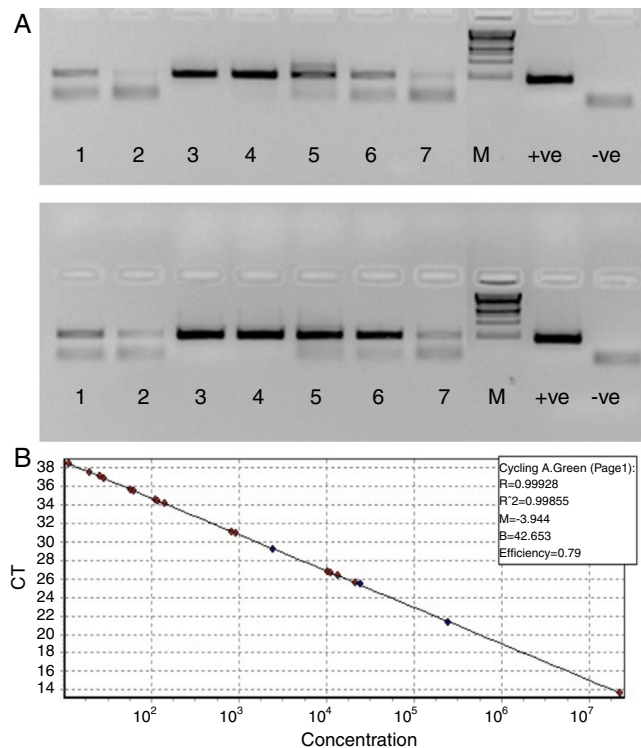 A
1 2 3 4 5 6 7 M +ve -ve
1 2 3 4 5 6 7 M +ve -ve
B
Cycling A.Green (Page1):
R=0.99928
R^2=0.99855
M=-3.944
B=42.653
Efficiency=0.79
CT
38
36
34
32
30
28
26
24
22
20
18
16
14
10² 10³ 10⁴ 10⁵ 10⁶ 10⁷
Concentration